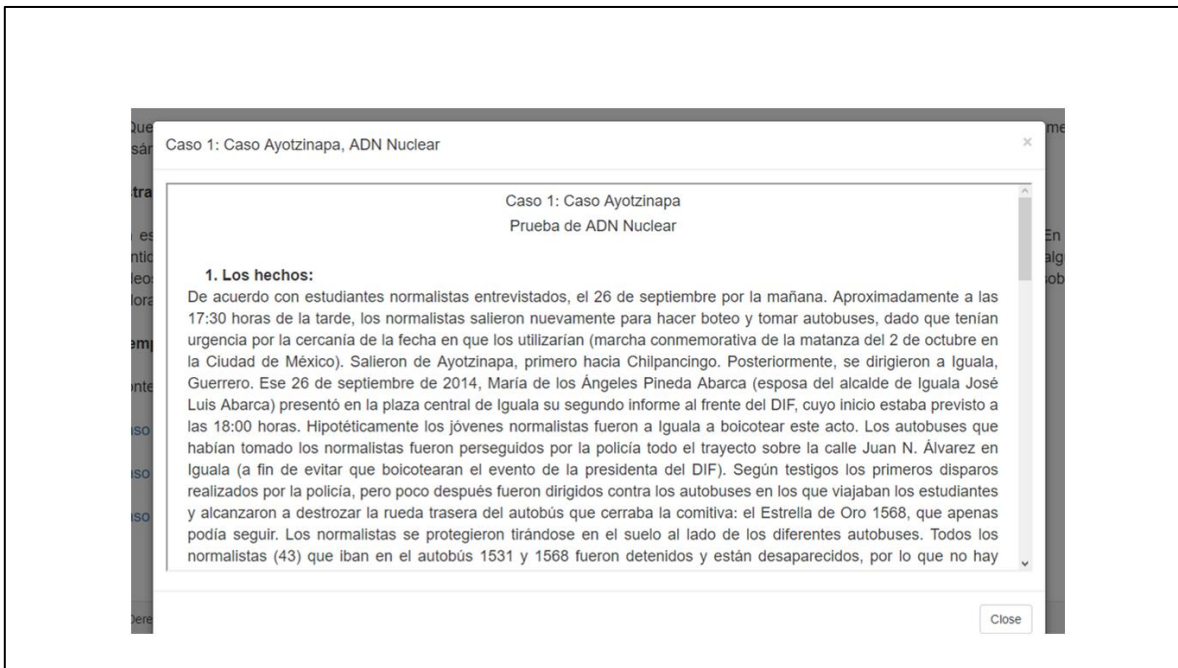 Caso 1: Caso Ayotzinapa, ADN Nuclear
×
Caso 1: Caso Ayotzinapa
Prueba de ADN Nuclear
1. Los hechos:
De acuerdo con estudiantes normalistas entrevistados, el 26 de septiembre por la mañana. Aproximadamente a las
17:30 horas de la tarde, los normalistas salieron nuevamente para hacer boteo y tomar autobuses, dado que tenían
urgencia por la cercanía de la fecha en que los utilizarían (marcha conmemorativa de la matanza del 2 de octubre en
la Ciudad de México). Salieron de Ayotzinapa, primero hacia Chilpancingo. Posteriormente, se dirigieron a Iguala,
Guerrero. Ese 26 de septiembre de 2014, María de los Ángeles Pineda Abarca (esposa del alcalde de Iguala José
Luis Abarca) presentó en la plaza central de Iguala su segundo informe al frente del DIF, cuyo inicio estaba previsto a
las 18:00 horas. Hipotéticamente los jóvenes normalistas fueron a Iguala a boicotear este acto. Los autobuses que
habían tomado los normalistas fueron perseguidos por la policía todo el trayecto sobre la calle Juan N. Álvarez en
Iguala (a fin de evitar que boicotearan el evento de la presidenta del DIF). Según testigos los primeros disparos
realizados por la policía, pero poco después fueron dirigidos contra los autobuses en los que viajaban los estudiantes
y alcanzaron a destrozar la rueda trasera del autobús que cerraba la comitiva: el Estrella de Oro 1568, que apenas
podía seguir. Los normalistas se protegieron tirándose en el suelo al lado de los diferentes autobuses. Todos los
normalistas (43) que iban en el autobús 1531 y 1568 fueron detenidos y están desaparecidos, por lo que no hay
Close